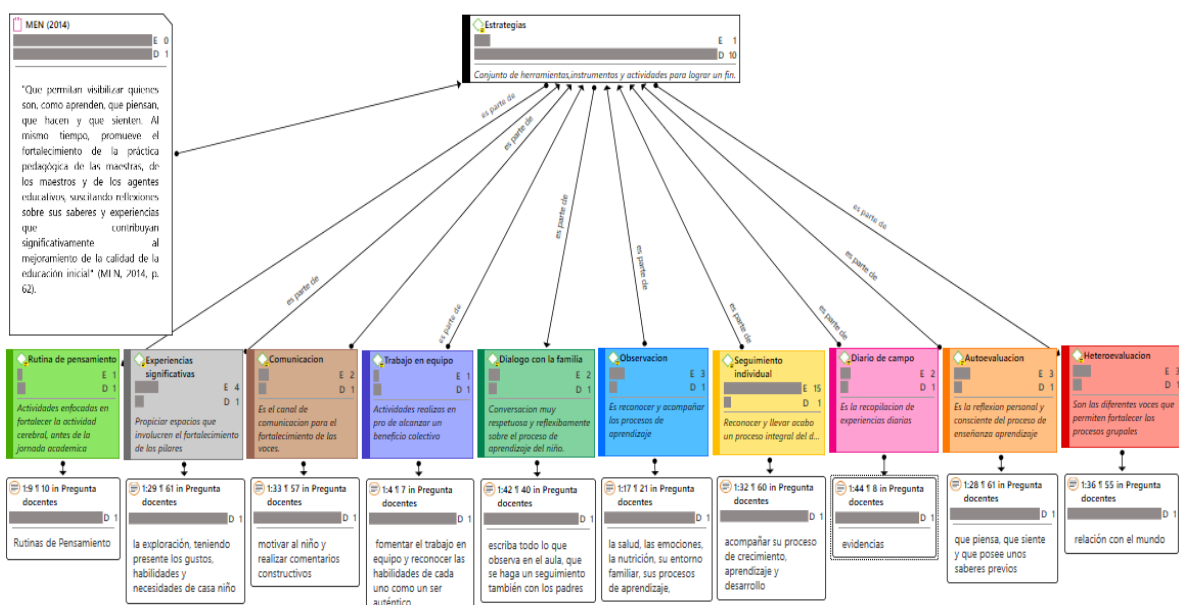 MEN (2014)
E 0
D 1
"Que permitan visibilizar quienes
son, como aprenden, que piensan,
que hacen y que sienten. Al
mismo tiempo, promueve el
fortalecimiento de la práctica
pedagógica de las maestras, de
los maestros y de los agentes
educativos, suscitando reflexiones
sobre sus saberes y experiencias
que contribuyan
significativamente al
mejoramiento de la calidad de la
educación inicial" (MEN, 2014, p.
62).
Estrategias
E 1
D 10
Conjunto de herramientas,instrumentos y actividades para lograr un fin.
es parte de
es parte de
es parte de
es parte de
es parte de
es parte de
es parte de
es parte de
es parte de
es parte de
Rutina de pensamiento
E 1
D 1
Actividades enfocadas en
fortalecer la actividad
cerebral, antes de la
jornada academica
Experiencias
significativas
E 4
D 1
Propiciar espacios que
involucren el fortalecimiento
de los pilares
Comunicacion
E 2
D 1
Es el canal de
comunicacion para el
fortalecimiento de las
voces.
Trabajo en equipo
E 1
D 1
Actividades realizas en
pro de alcanzar un
beneficio colectivo
Dialogo con la familia
E 2
D 1
Conversacion muy
respetuosa y reflexibamente
sobre el proceso de
aprendizaje del niño.
Observacion
E 3
D 1
Es reconocer y acompañar
los procesos de
aprendizaje
Seguimiento
individual
E 15
D 1
Reconocer y llevar acabo
un proceso integral del d...
Diario de campo
E 2
D 1
Es la recopilacion de
experiencias diarias
Autoevaluacion
E 3
D 1
Es la reflexion personal y
consciente del proceso de
enseñanza aprendizaje
Heteroevaluacion
E 3
D 1
Son las diferentes voces que
permiten fortalecer los
procesos grupales
1:9 ¶ 10 in Pregunta
docentes
D 1
Rutinas de Pensamiento
1:29 ¶ 61 in Pregunta
docentes
D 1
la exploración, teniendo
presente los gustos,
habilidades y
necesidades de casa niño
1:33 ¶ 57 in Pregunta
docentes
D 1
motivar al niño y
realizar comentarios
constructivos
1:4 ¶ 7 in Pregunta
docentes
D 1
fomentar el trabajo en
equipo y reconocer las
habilidades de cada
uno como un ser
auténtico
1:42 ¶ 40 in Pregunta
docentes
D 1
escriba todo lo que
observa en el aula, que
se haga un seguimiento
también con los padres
1:17 ¶ 21 in Pregunta
docentes
D 1
la salud, las emociones,
la nutrición, su entorno
familiar, sus procesos
de aprendizaje,
1:32 ¶ 60 in Pregunta
docentes
D 1
acompañar su proceso
de crecimiento,
aprendizaje y
desarrollo
1:44 ¶ 8 in Pregunta
docentes
D 1
evidencias
1:28 ¶ 61 in Pregunta
docentes
D 1
que piensa, que siente
y que posee unos
saberes previos
1:36 ¶ 55 in Pregunta
docentes
D 1
relación con el mundo